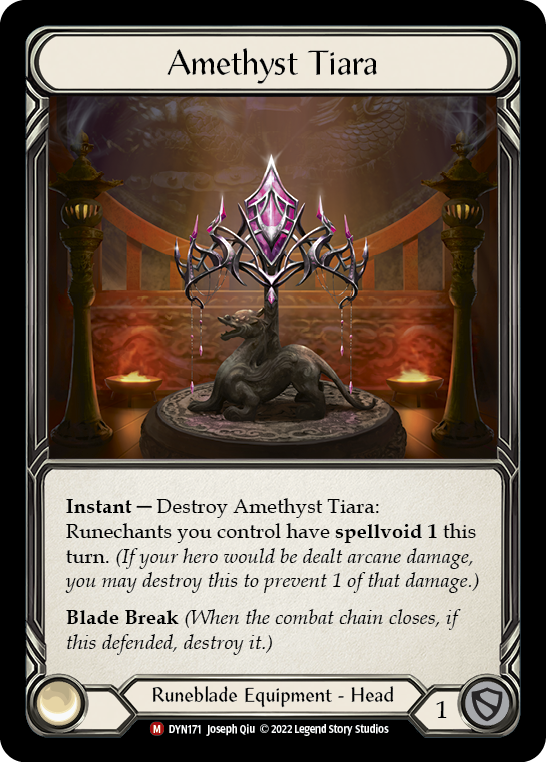 Amethyst Tiara
Instant — Destroy Amethyst Tiara:
Runechants you control have spellvoid 1 this
turn. (If your hero would be dealt arcane damage,
you may destroy this to prevent 1 of that damage.)
Blade Break (When the combat chain closes, if
this defended, destroy it.)
Runeblade Equipment - Head
1
M DYN171 Joseph Qiu © 2022 Legend Story Studios